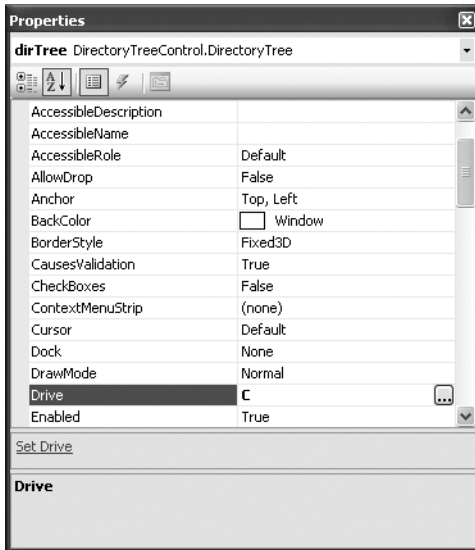 Properties
dirTree DirectoryTreeControl.DirectoryTree
AccessibleDescription
AccessibleName
AccessibleRole Default
AllowDrop False
Anchor Top, Left
BackColor Window
BorderStyle Fixed3D
CausesValidation True
CheckBoxes False
ContextMenuStrip (none)
Cursor Default
Dock None
DrawMode Normal
Drive C ...
Enabled True
Set Drive
Drive